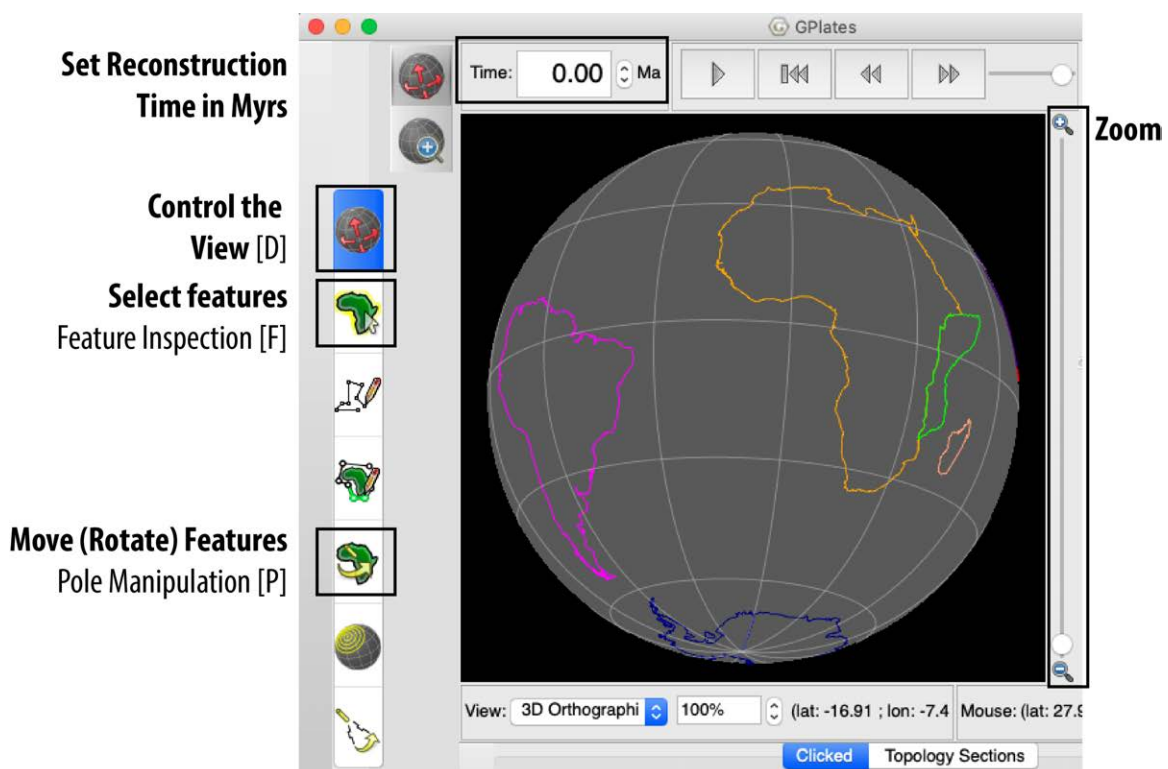 GPlates
Set Reconstruction
Time in Myrs
Time: 0.00 Ma
Zoom
Control the
View [D]
Select features
Feature Inspection [F]
Move (Rotate) Features
Pole Manipulation [P]
View: 3D Orthographi 100% (lat: -16.91 ; lon: -7.4 Mouse: (lat: 27.9
Clicked Topology Sections